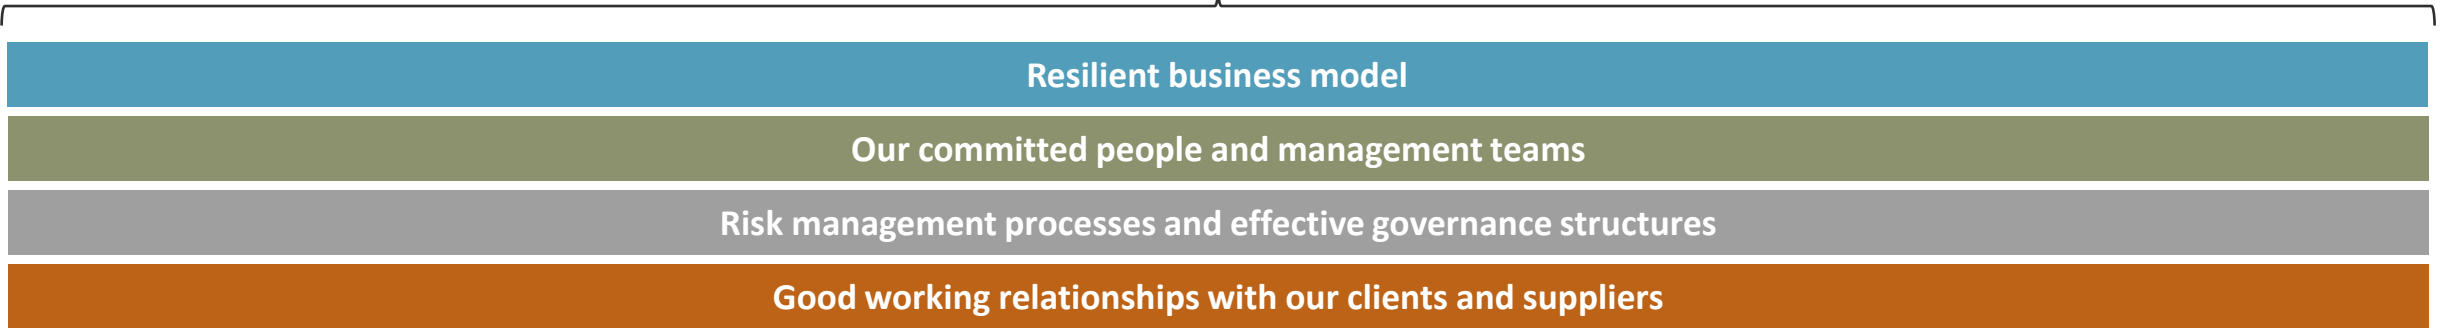 Resilient business model
Our committed people and management teams
Risk management processes and effective governance structures
Good working relationships with our clients and suppliers